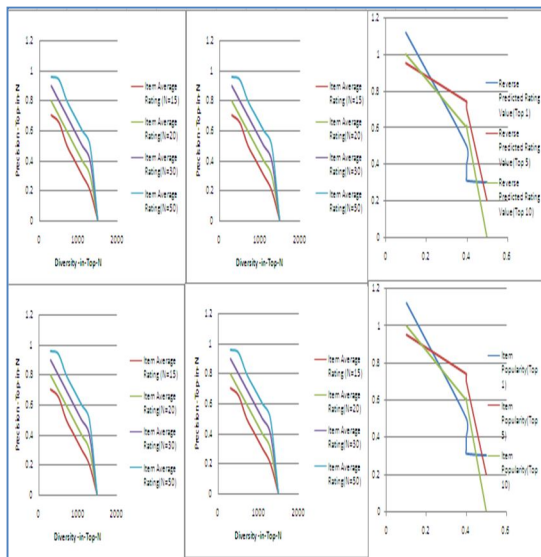 Precision-Top-in-N
1.2
1
0.8
0.6
0.4
0.2
0
0
1000
2000
Diversity-in-Top-N
Item Average
Rating (N=15)
Item Average
Rating(N=20)
Item Average
Rating(N=30)
Item Average
Rating(N=50)
Precision-Top-in-N
1.2
1
0.8
0.6
0.4
0.2
0
0
1000
2000
Diversity-in-Top-N
Item Average
Rating (N=15)
Item Average
Rating(N=20)
Item Average
Rating(N=30)
Item Average
Rating(N=50)
1.2
1
0.8
0.6
0.4
0.2
0
0
0.2
0.4
0.6
Reverse
Predicted Rating
Value(Top 1)
Reverse
Predicted Rating
Value(Top 5)
Reverse
Predicted Rating
Value(Top 10)
Precision-Top-in-N
1.2
1
0.8
0.6
0.4
0.2
0
0
1000
2000
Diversity-in-Top-N
Item Average
Rating (N=15)
Item Average
Rating(N=20)
Item Average
Rating(N=30)
Item Average
Rating(N=50)
Precision-Top-in-N
1.2
1
0.8
0.6
0.4
0.2
0
0
1000
2000
Diversity-in-Top-N
Item Average
Rating (N=15)
Item Average
Rating(N=20)
Item Average
Rating(N=30)
Item Average
Rating(N=50)
1.2
1
0.8
0.6
0.4
0.2
0
0
0.2
0.4
0.6
Item
Popularity(Top
1)
Item
Popularity(Top
5)
Item
Popularity(Top
10)